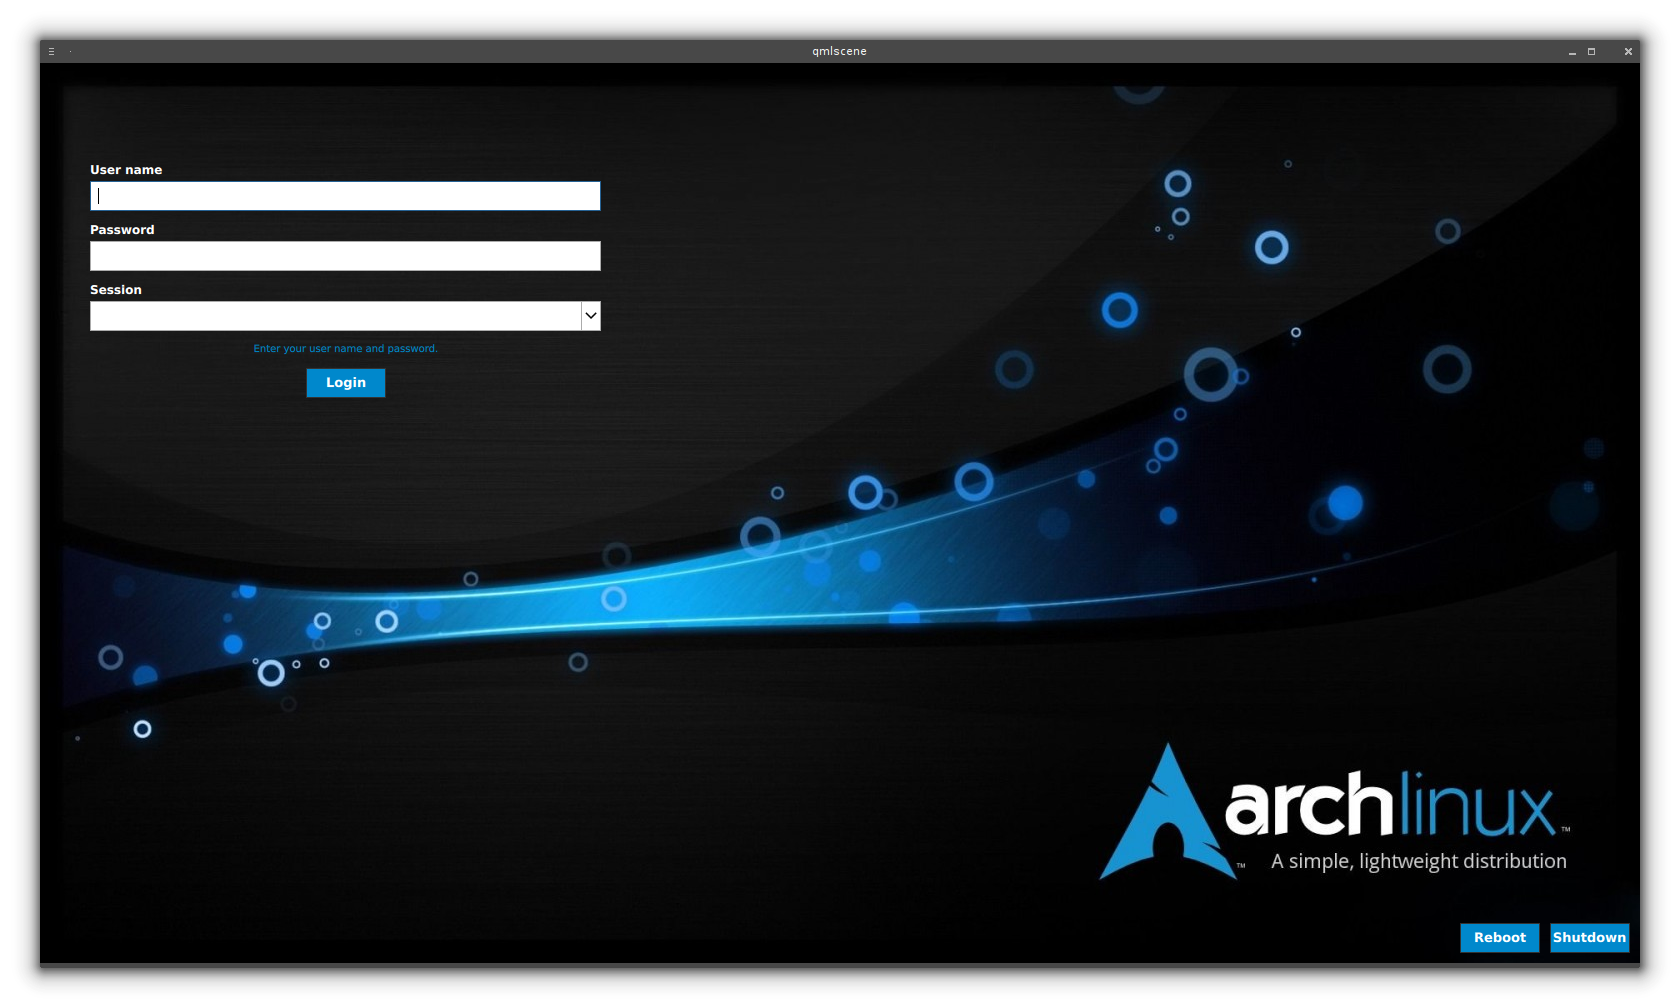 qmlscene
User name
Password
Session
Enter your user name and password.
Login
archlinux™
™
A simple, lightweight distribution
Reboot
Shutdown